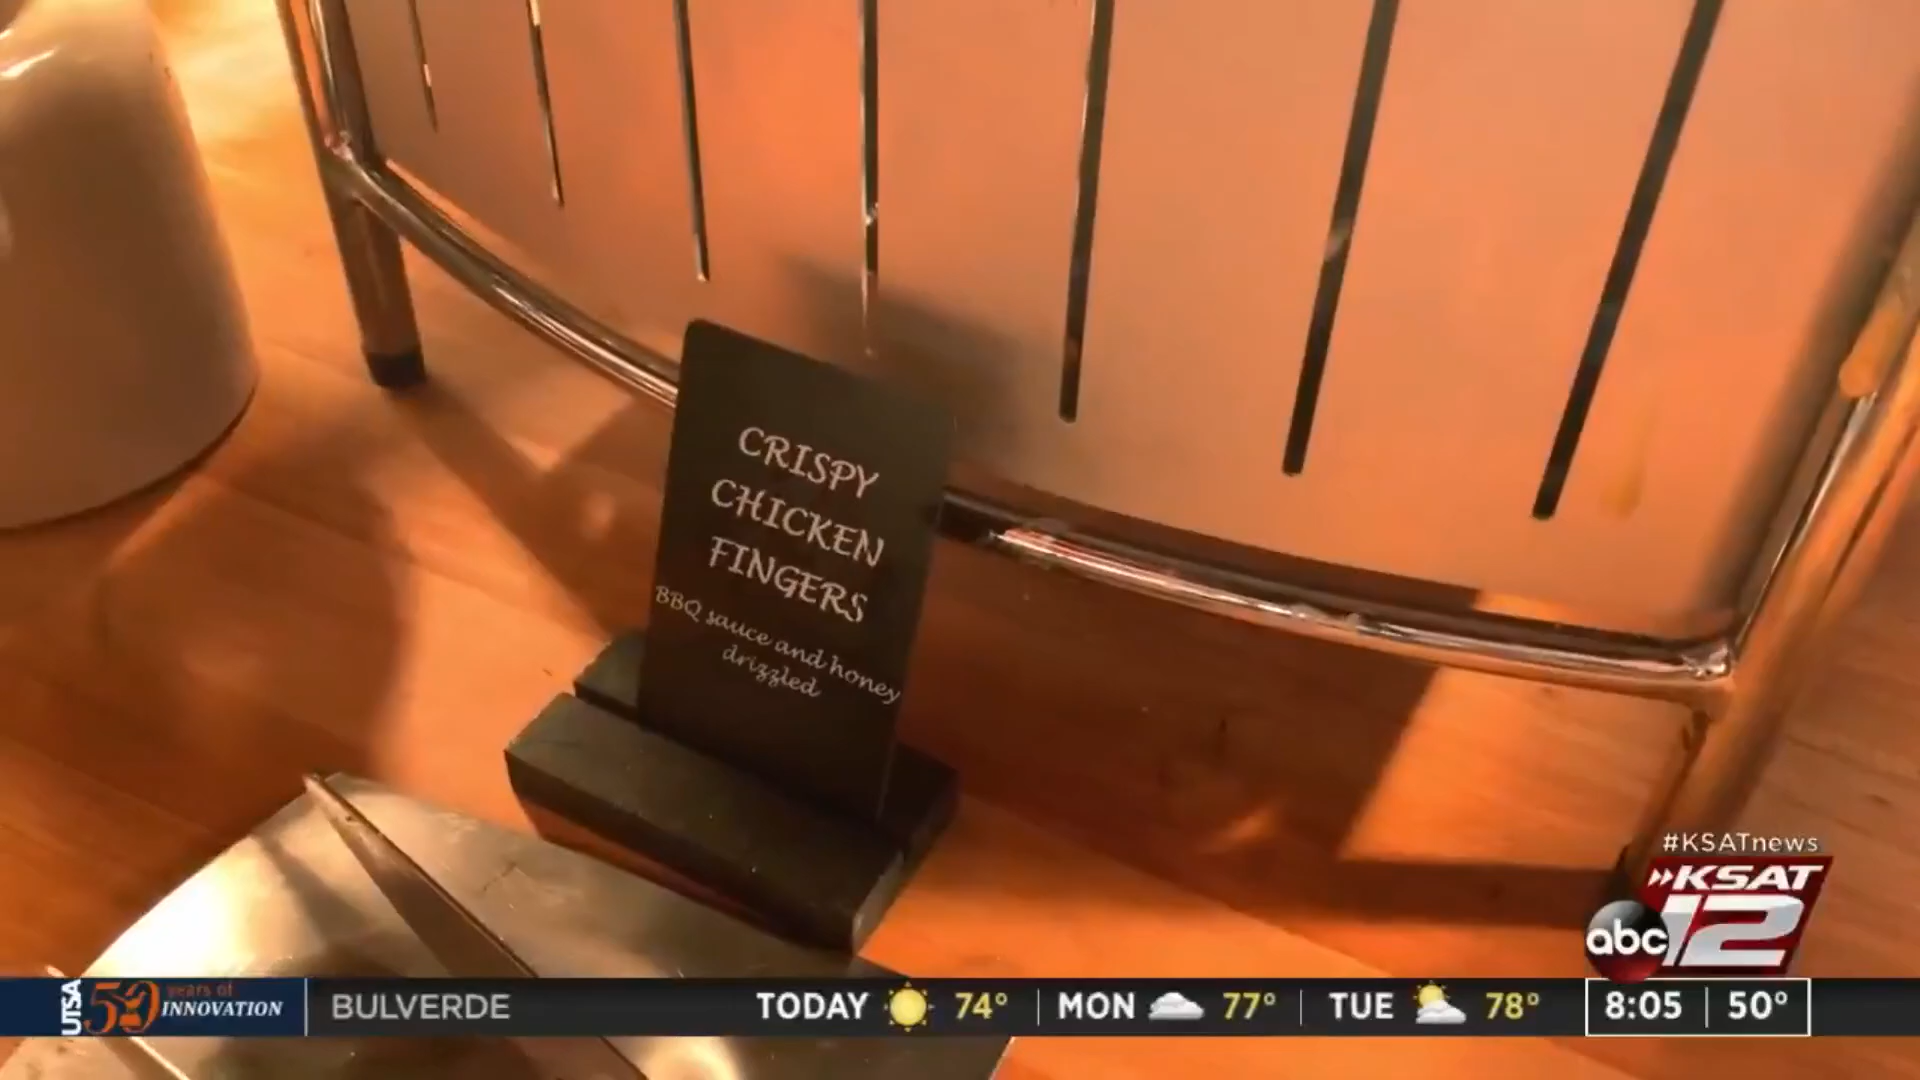 CRISPY
CHICKEN
FINGERS
BBQ sauce and honey
drizzled
#KSATnews
KSAT
abc 12
UTSA 50 years of INNOVATION
BULVERDE
TODAY 74° MON 77° TUE 78°
8:05 50°